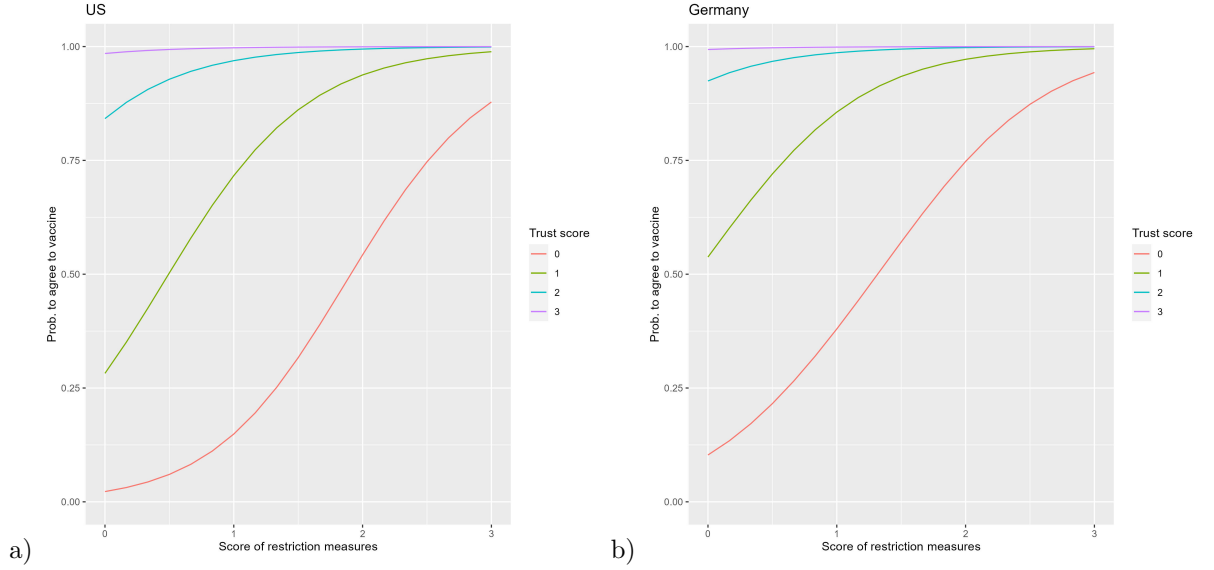 US
Prob. to agree to vaccine
1.00
0.75
0.50
0.25
0.00
0 1 2 3
Score of restriction measures
Trust score
0
1
2
3
a)
Germany
Prob. to agree to vaccine
1.00
0.75
0.50
0.25
0.00
0 1 2 3
Score of restriction measures
Trust score
0
1
2
3
b)